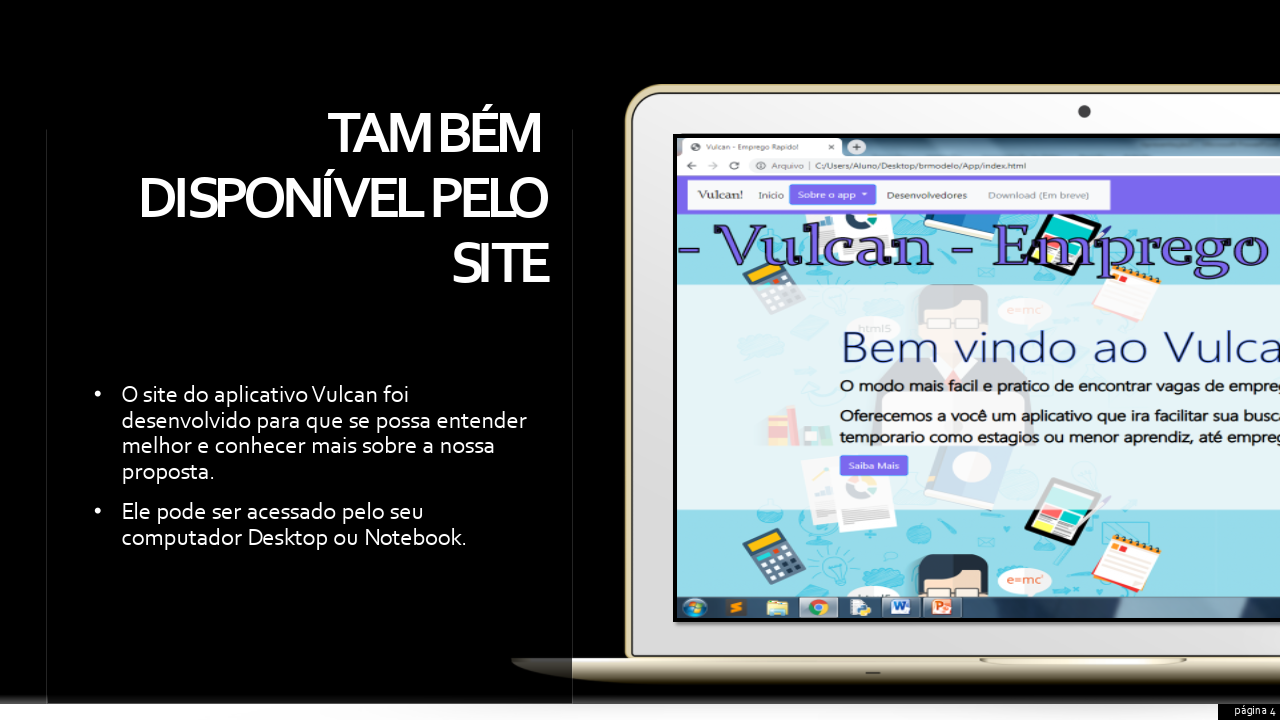 TAMBÉM
DISPONÍVEL PELO
SITE
• O site do aplicativo Vulcan foi
desenvolvido para que se possa entender
melhor e conhecer mais sobre a nossa
proposta.
• Ele pode ser acessado pelo seu
computador Desktop ou Notebook.
Vulcan - Emprego Rapido!
Arquivo | C:/Users/Aluno/Desktop/brmodelo/App/index.html
Vulcan! Inicio Sobre o app Desenvolvedores Download (Em breve)
- Vulcan - Emprego
e=mc
html5
Bem vindo ao Vulca
O modo mais facil e pratico de encontrar vagas de empreg
Oferecemos a você um aplicativo que ira facilitar sua busca
temporario como estagios ou menor aprendiz, até empreg
Saiba Mais
e=mc²
página 4